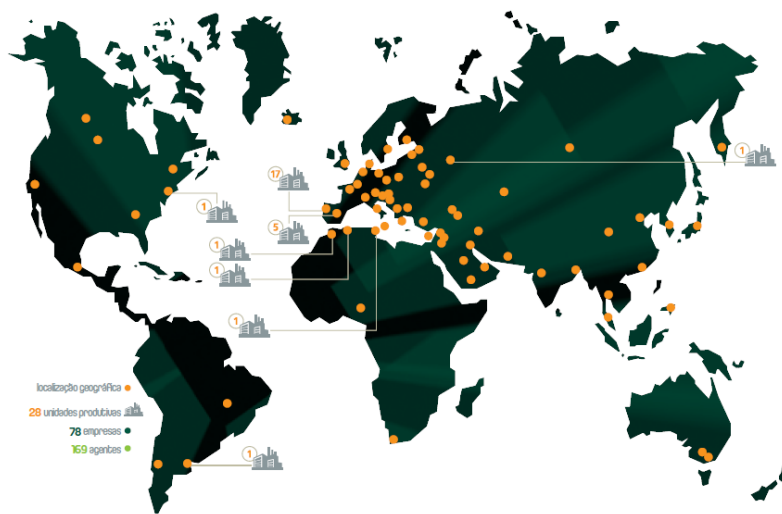 1
17
1
5
1
1
1
localização geográfica
28 unidades produtivas
78 empresas
169 agentes
1